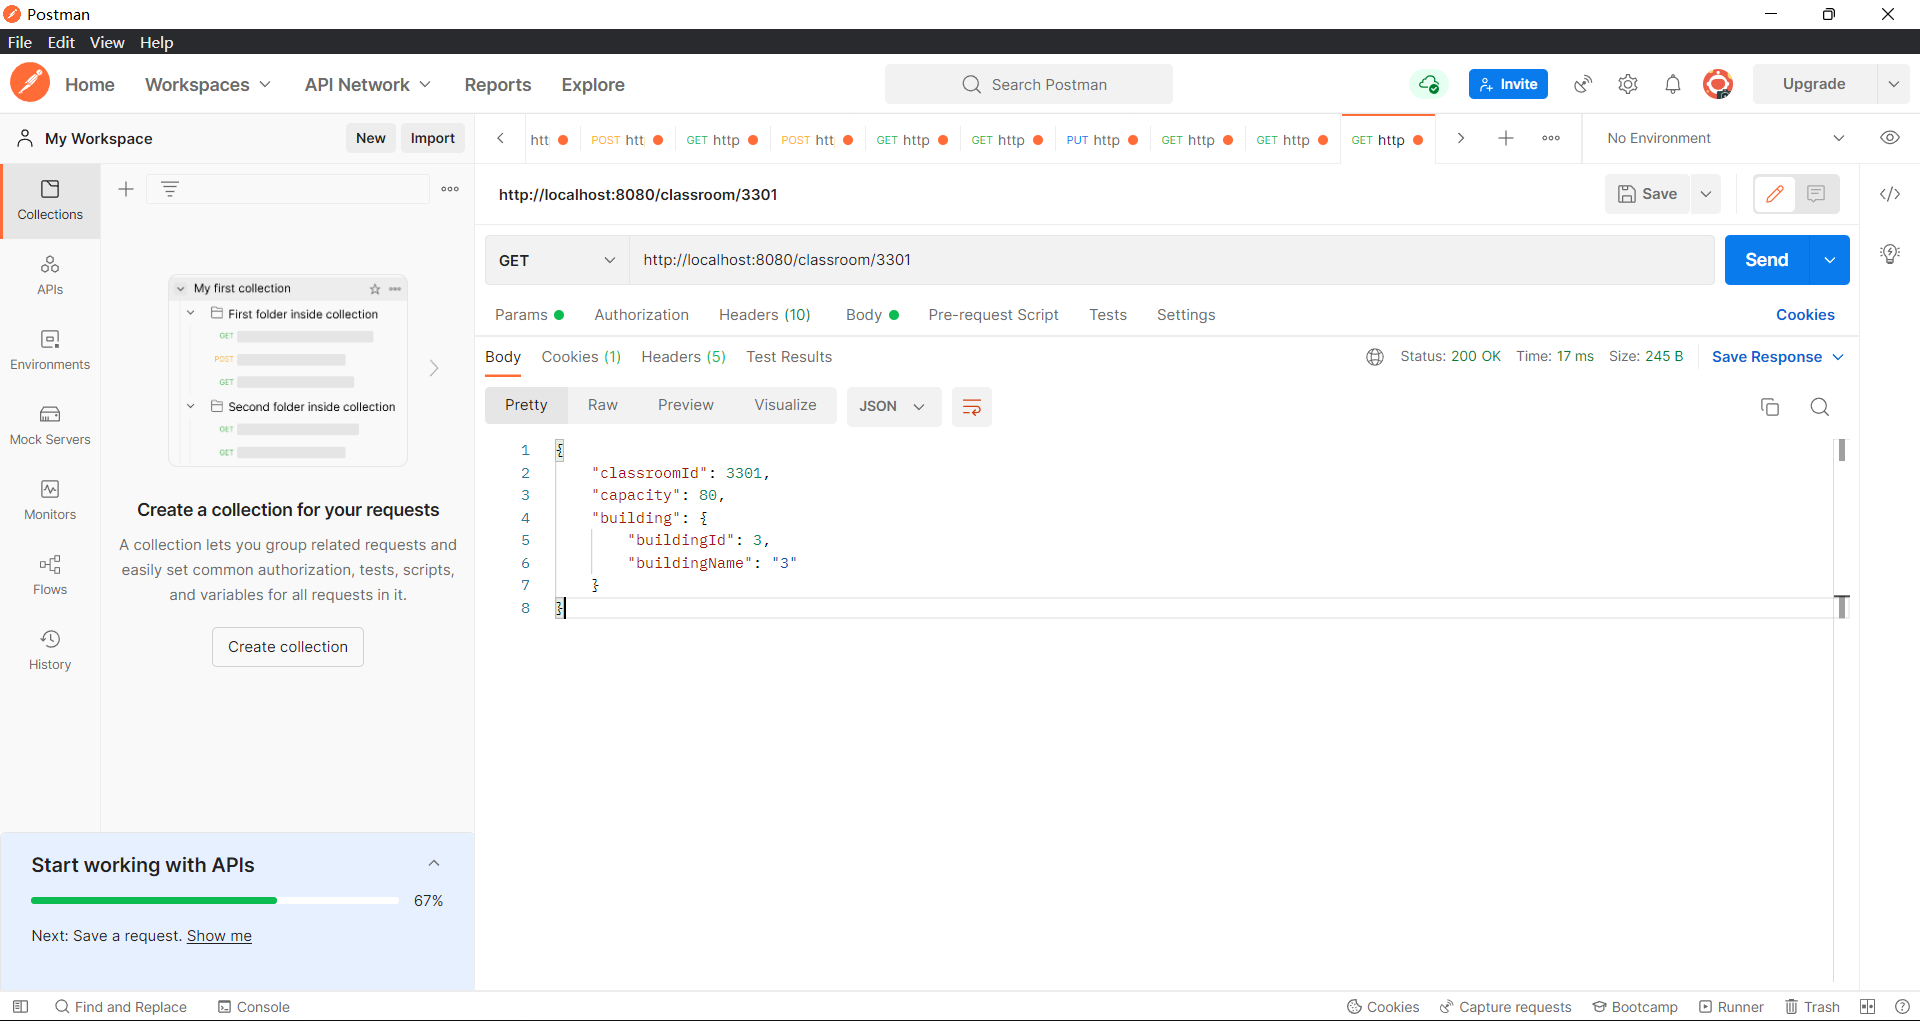 Postman
File Edit View Help
Home Workspaces API Network Reports Explore Search Postman Invite Upgrade
My Workspace New Import
htt POST htt GET http POST htt GET http GET http PUT http GET http GET http GET http No Environment
Collections
APIs
Environments
Mock Servers
Monitors
Flows
History
My first collection
First folder inside collection
GET
POST
GET
Second folder inside collection
GET
GET
Create a collection for your requests
A collection lets you group related requests and
easily set common authorization, tests, scripts,
and variables for all requests in it.
Create collection
Start working with APIs
67%
Next: Save a request. Show me
http://localhost:8080/classroom/3301 Save
GET http://localhost:8080/classroom/3301 Send
Params Authorization Headers (10) Body Pre-request Script Tests Settings Cookies
Body Cookies (1) Headers (5) Test Results Status: 200 OK Time: 17 ms Size: 245 B Save Response
Pretty Raw Preview Visualize JSON
1 {
2 "classroomId": 3301,
3 "capacity": 80,
4 "building": {
5 "buildingId": 3,
6 "buildingName": "3"
7 }
8 }
Find and Replace Console Cookies Capture requests Bootcamp Runner Trash